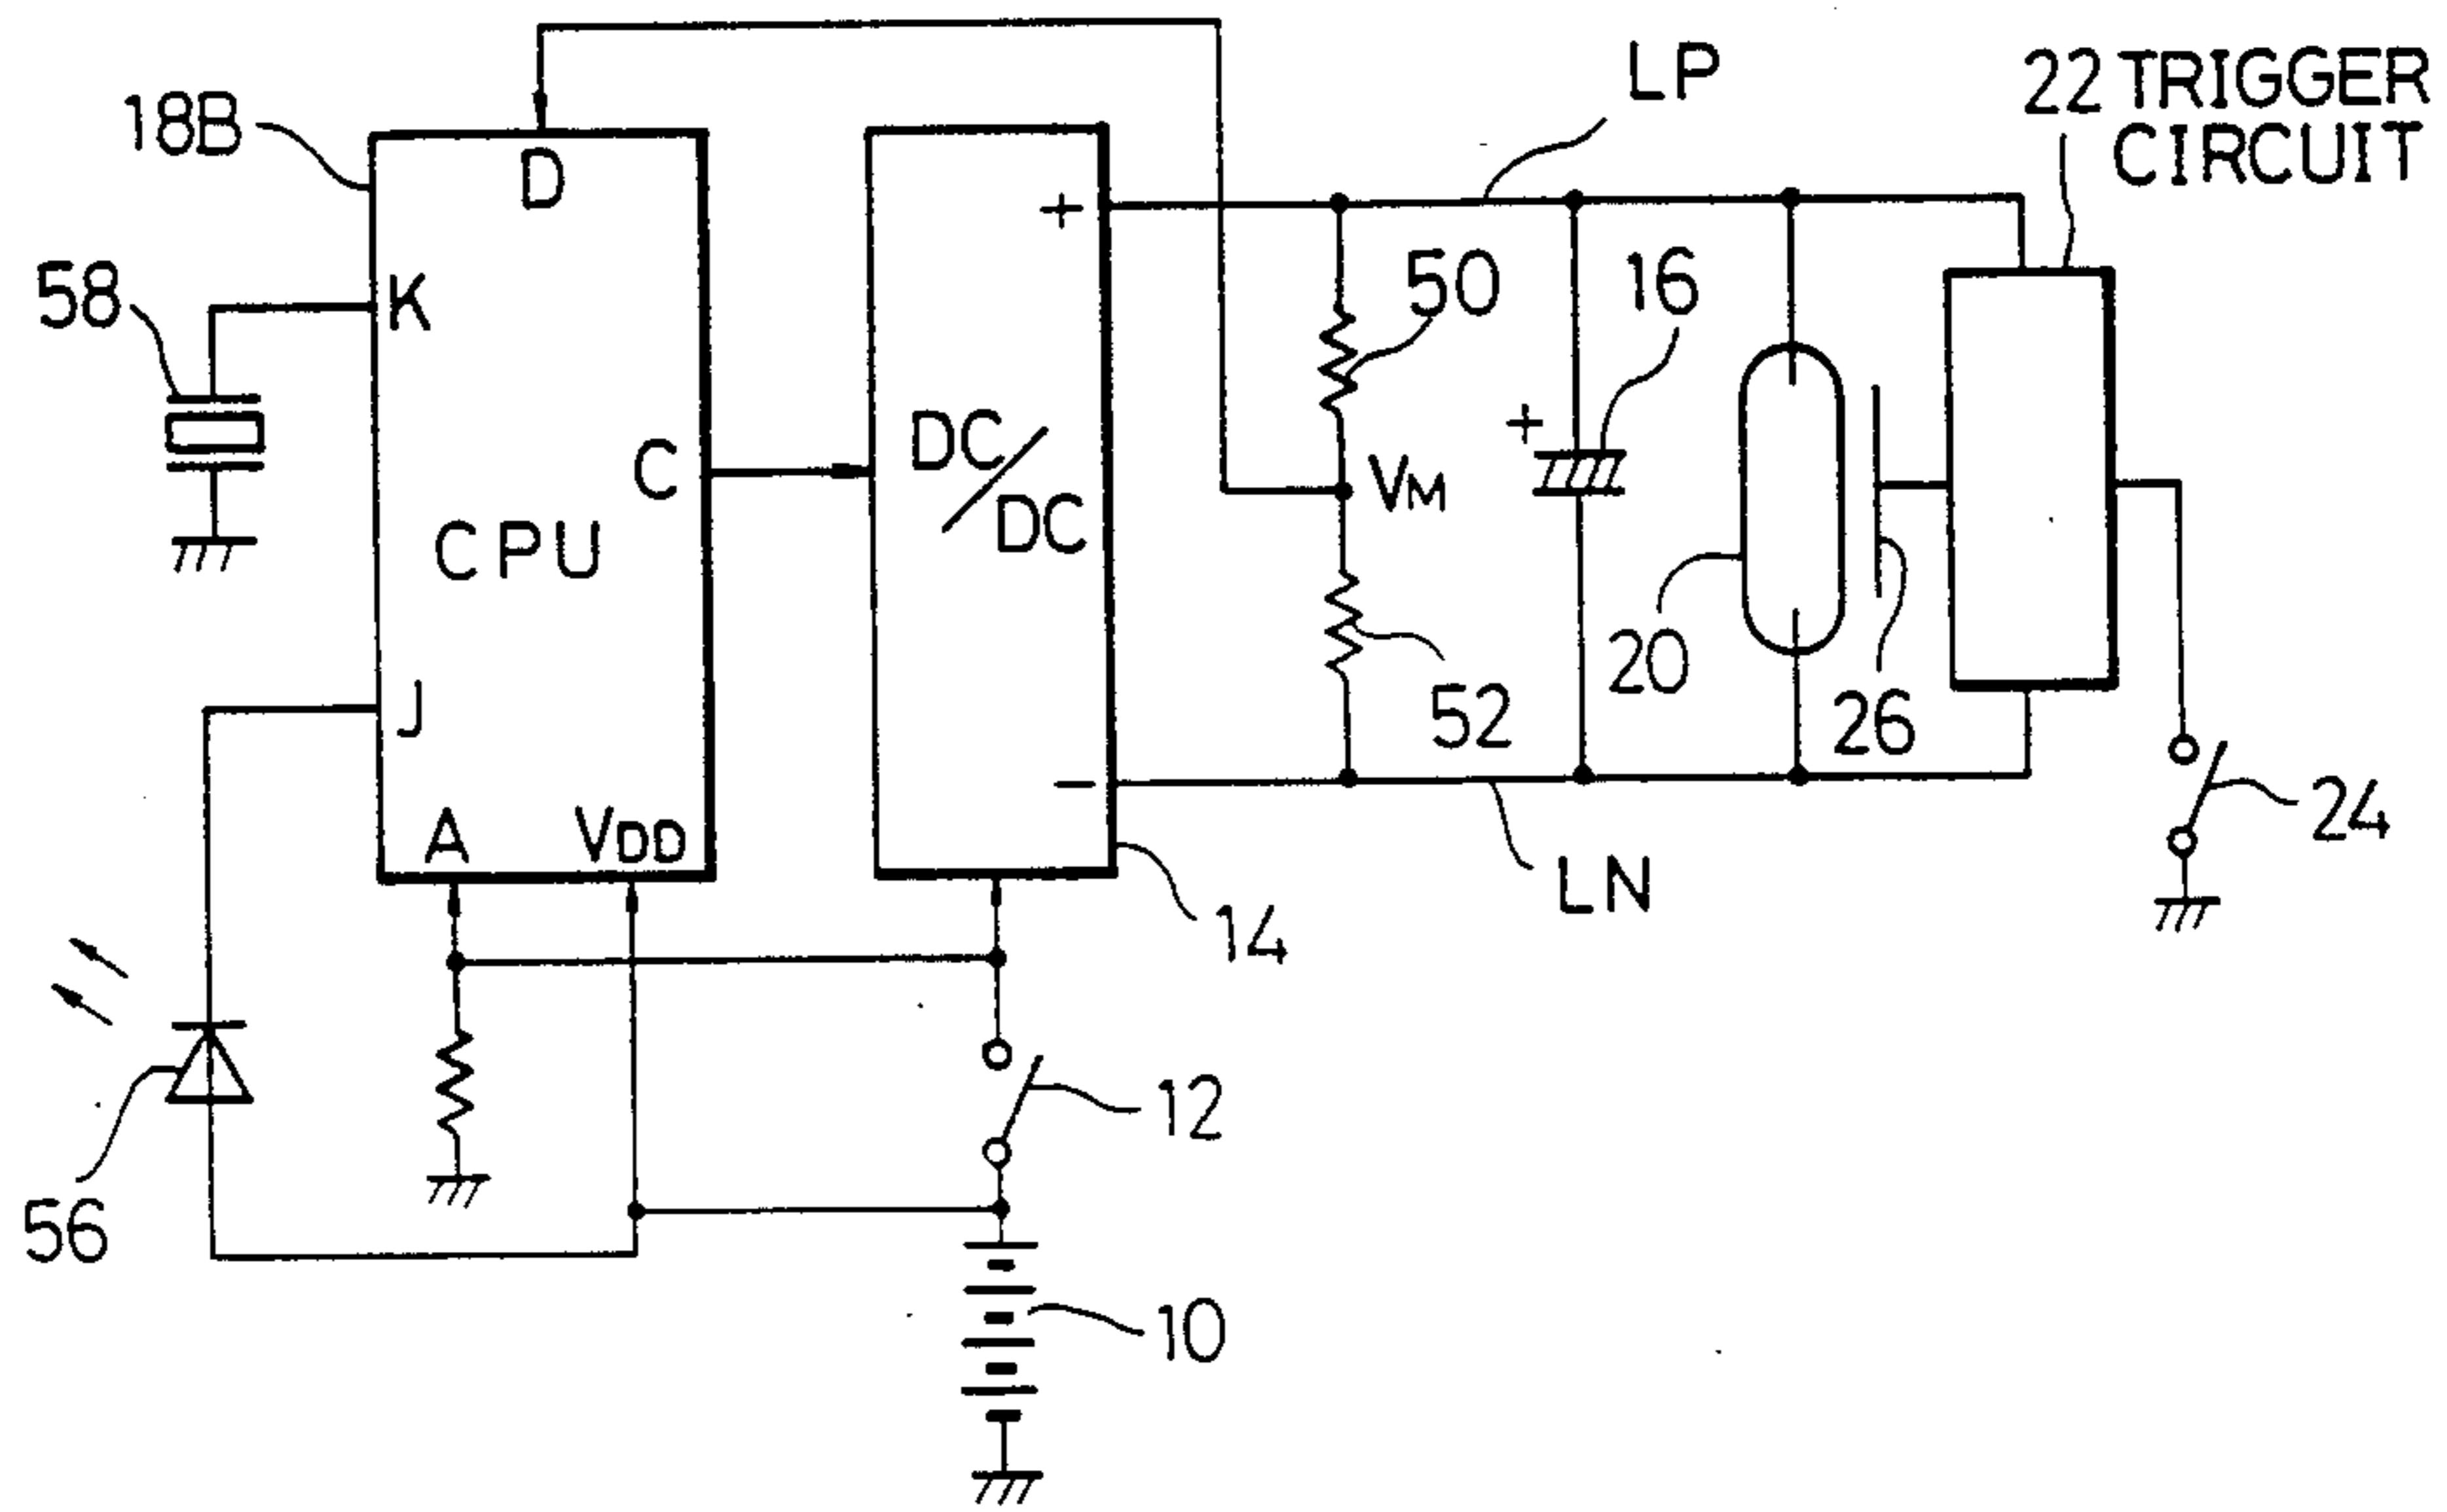 LP
22 TRIGGER
CIRCUIT
18B
D
+
58
K
50
16
DC/DC
+
C
VM
CPU
20
26
52
J
24
A
VDD
−
LN
14
12
56
10